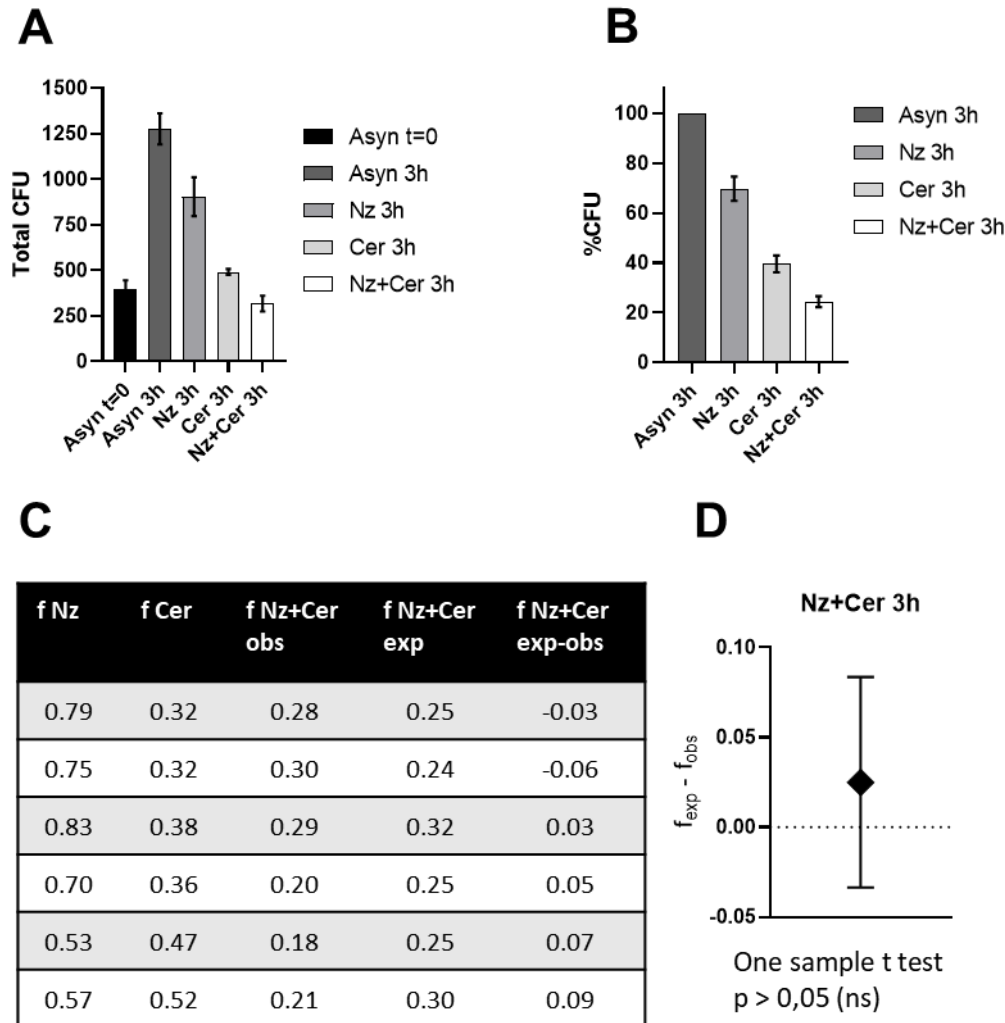 A
1500
1250
1000
750
500
250
0
Total CFU
Asyn t=0
Asyn 3h
Nz 3h
Cer 3h
Nz+Cer 3h
Asyn t=0
Asyn 3h
Nz 3h
Cer 3h
Nz+Cer 3h
B
100
80
60
40
20
0
%CFU
Asyn 3h
Nz 3h
Cer 3h
Nz+Cer 3h
Asyn 3h
Nz 3h
Cer 3h
Nz+Cer 3h
C
f Nz f Cer f Nz+Cer obs f Nz+Cer exp f Nz+Cer exp-obs
0.79 0.32 0.28 0.25 -0.03
0.75 0.32 0.30 0.24 -0.06
0.83 0.38 0.29 0.32 0.03
0.70 0.36 0.20 0.25 0.05
0.53 0.47 0.18 0.25 0.07
0.57 0.52 0.21 0.30 0.09
D
Nz+Cer 3h
0.10
0.05
0.00
-0.05
fexp - fobs
One sample t test
p > 0,05 (ns)